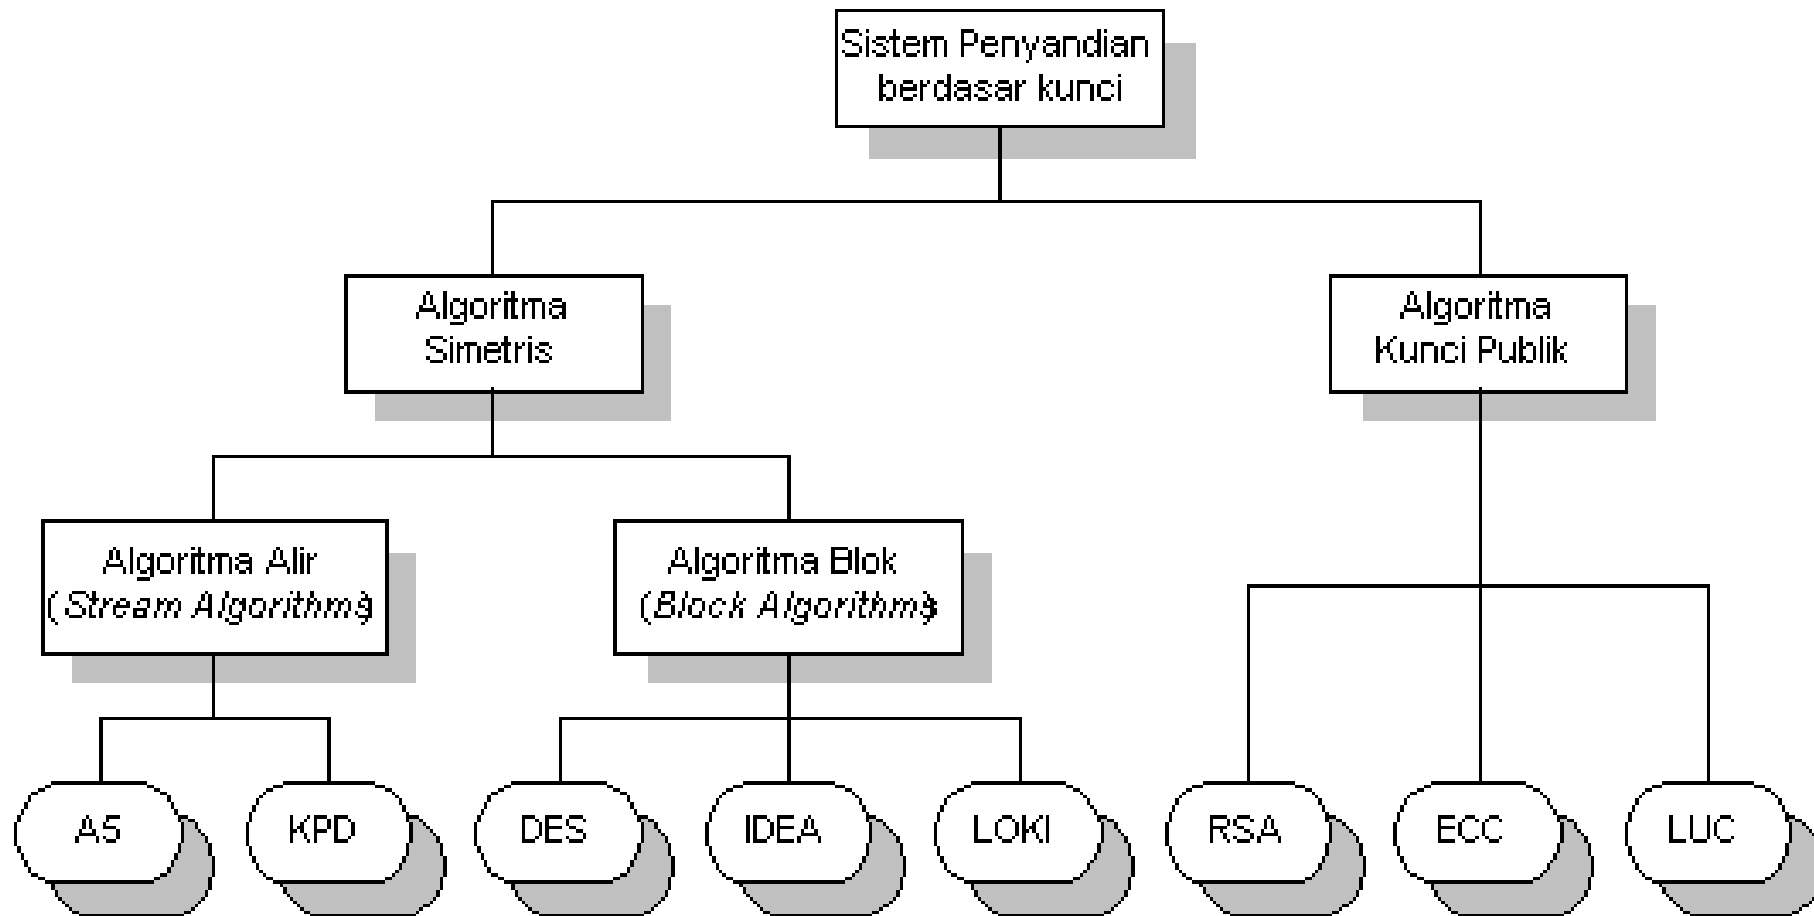 Sistem Penyandian
berdasar kunci
Algoritma
Simetris
Algoritma
Kunci Publik
Algoritma Alir
(Stream Algorithms)
Algoritma Blok
(Block Algorithms)
A5
KPD
DES
IDEA
LOKI
RSA
ECC
LUC